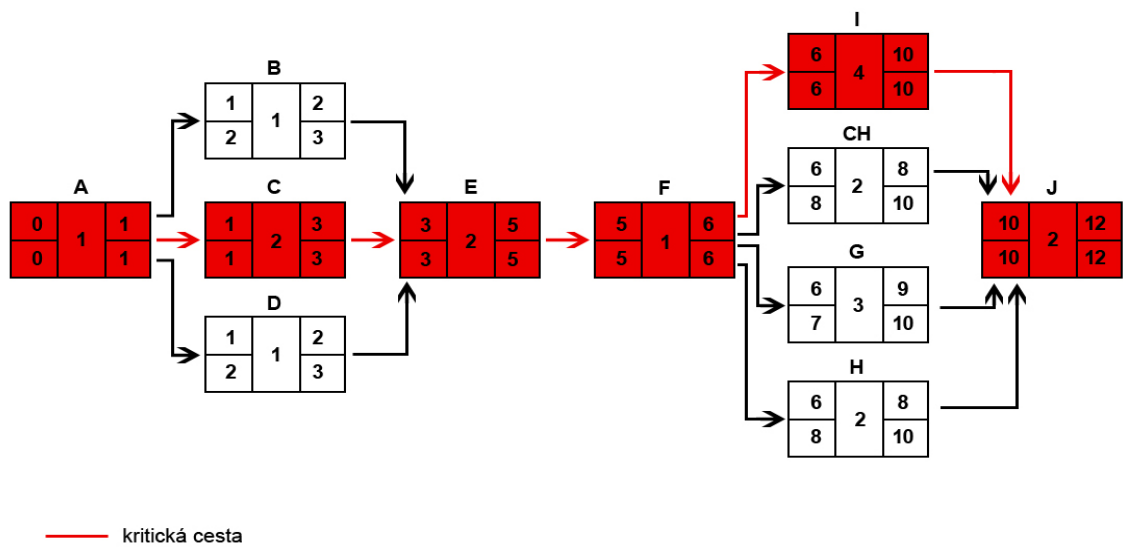 I
6 4 10
6 10
B
1 1 2
2 3
CH
6 2 8
8 10
A
0 1 1
0 1
C
1 2 3
1 3
E
3 2 5
3 5
F
5 1 6
5 6
J
10 2 12
10 12
G
6 3 9
7 10
D
1 1 2
2 3
H
6 2 8
8 10
kritická cesta